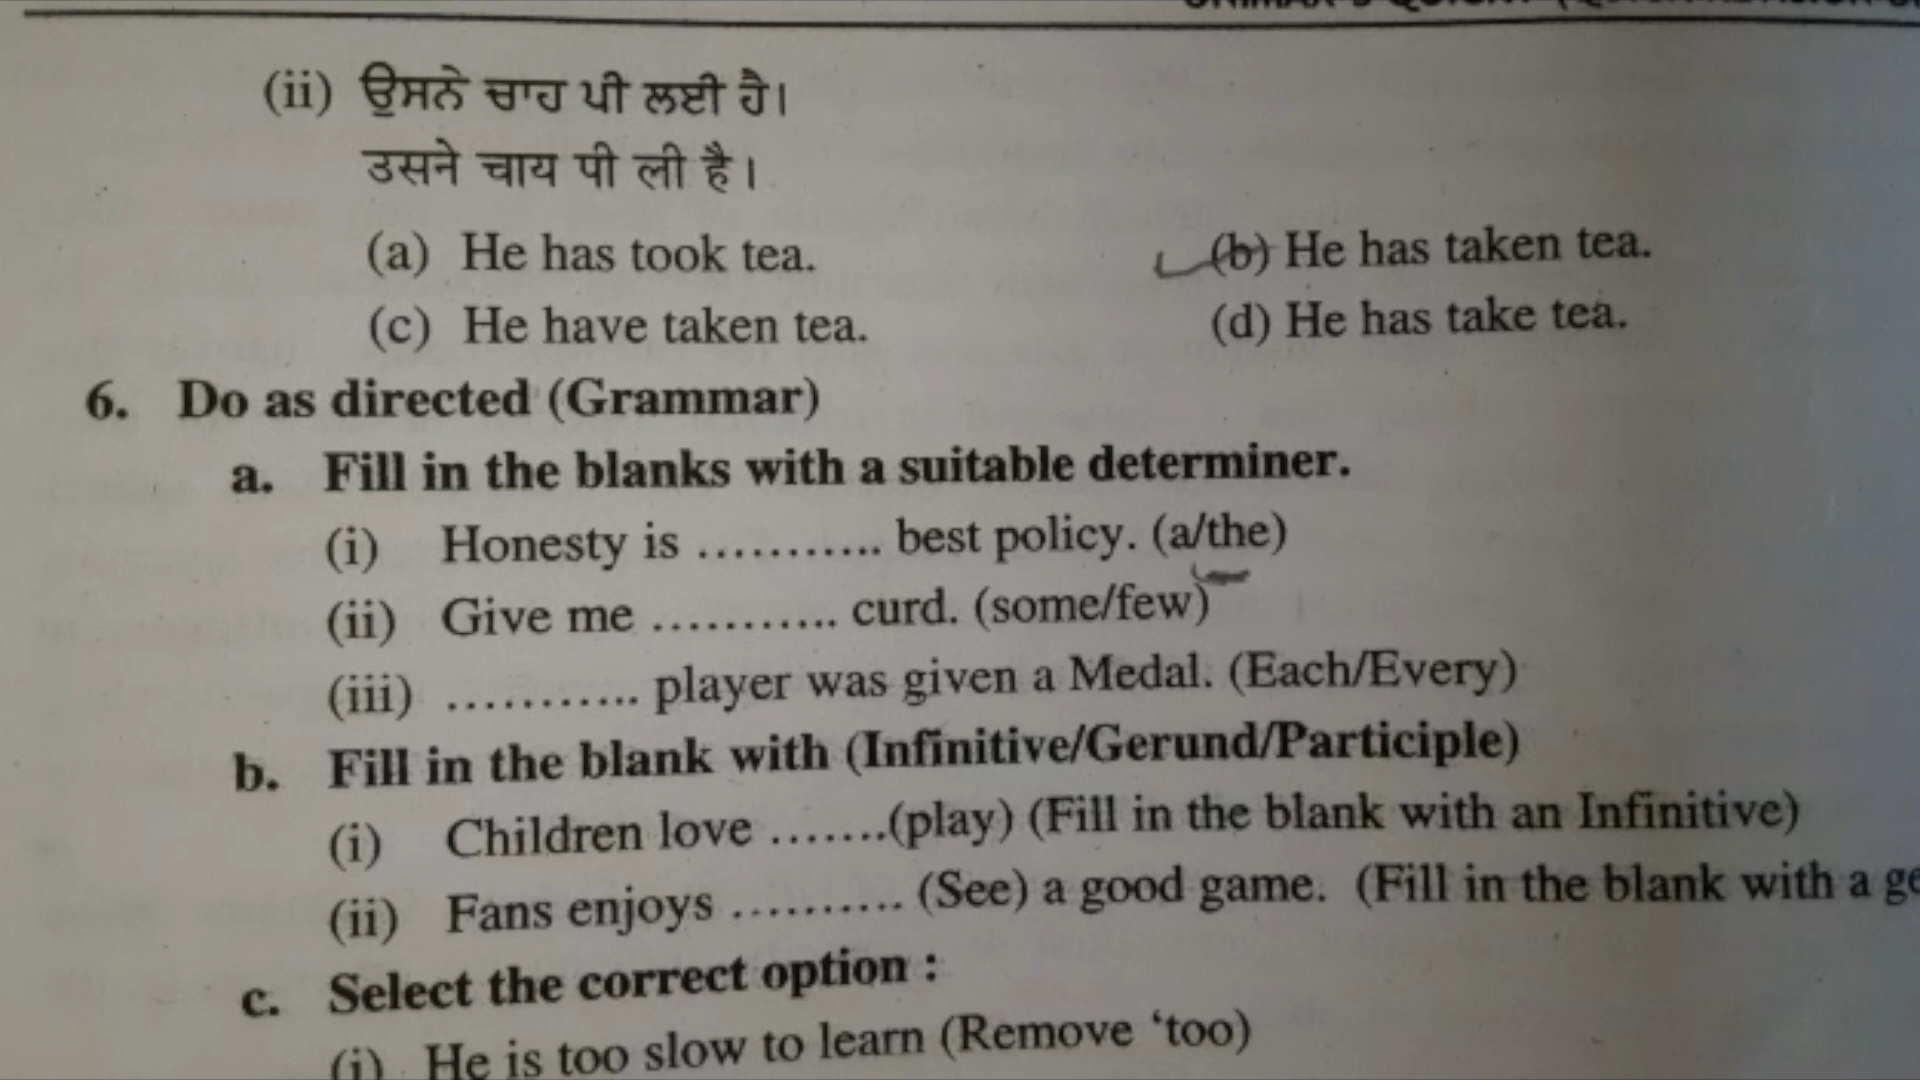 (ii) ਉਸਨੇ ਚਾਹ ਪੀ ਲਈ ਹੈ।
उसने चाय पी ली है।
(a) He has took tea. (b) He has taken tea.
(c) He have taken tea. (d) He has take tea.
6. Do as directed (Grammar)
a. Fill in the blanks with a suitable determiner.
(i) Honesty is ........... best policy. (a/the)
(ii) Give me ........... curd. (some/few)
(iii) ........... player was given a Medal. (Each/Every)
b. Fill in the blank with (Infinitive/Gerund/Participle)
(i) Children love .......(play) (Fill in the blank with an Infinitive)
(ii) Fans enjoys .......... (See) a good game. (Fill in the blank with a ge
c. Select the correct option :
(i) He is too slow to learn (Remove ‘too)